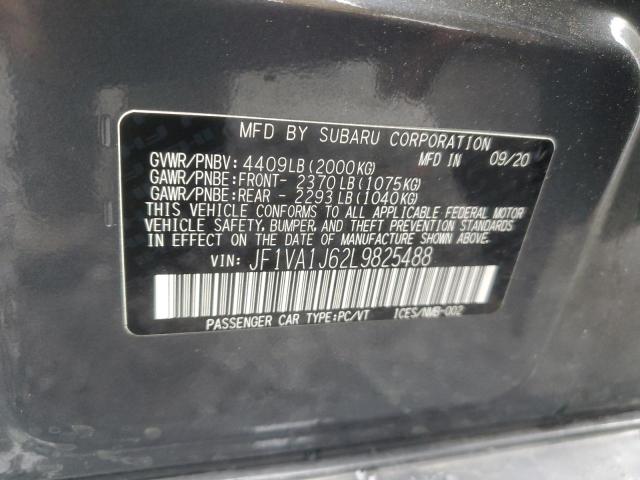 MFD BY SUBARU CORPORATION
GVWR/PNBV: 4409LB(2000KG) MFD IN 09/20
GAWR/PNBE:FRONT- 2370LB(1075KG)
GAWR/PNBE:REAR - 2293LB(1040KG)
THIS VEHICLE CONFORMS TO ALL APPLICABLE FEDERAL MOTOR
VEHICLE SAFETY, BUMPER, AND THEFT PREVENTION STANDARDS
IN EFFECT ON THE DATE OF MANUFACTURE SHOWN ABOVE.
VIN: JF1VA1J62L9825488
PASSENGER CAR TYPE:PC/VT ICES/NMB-002